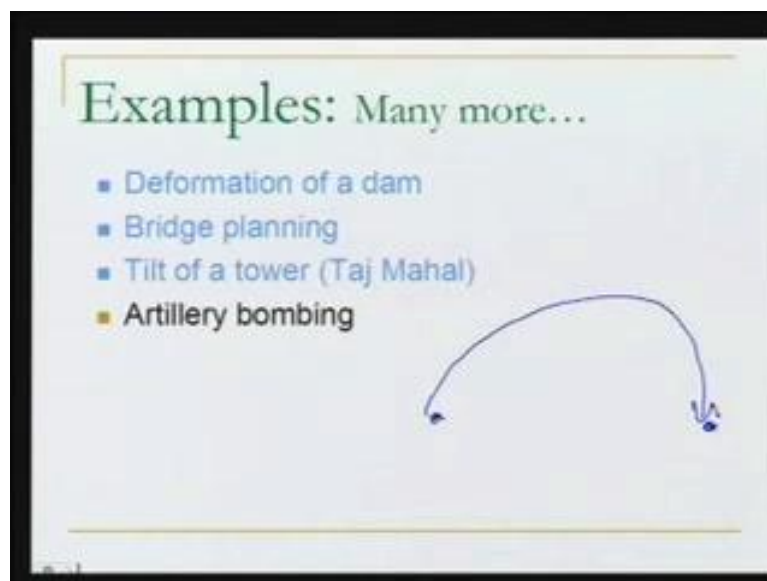 Examples: Many more...
Deformation of a dam
Bridge planning
Tilt of a tower (Taj Mahal)
Artillery bombing